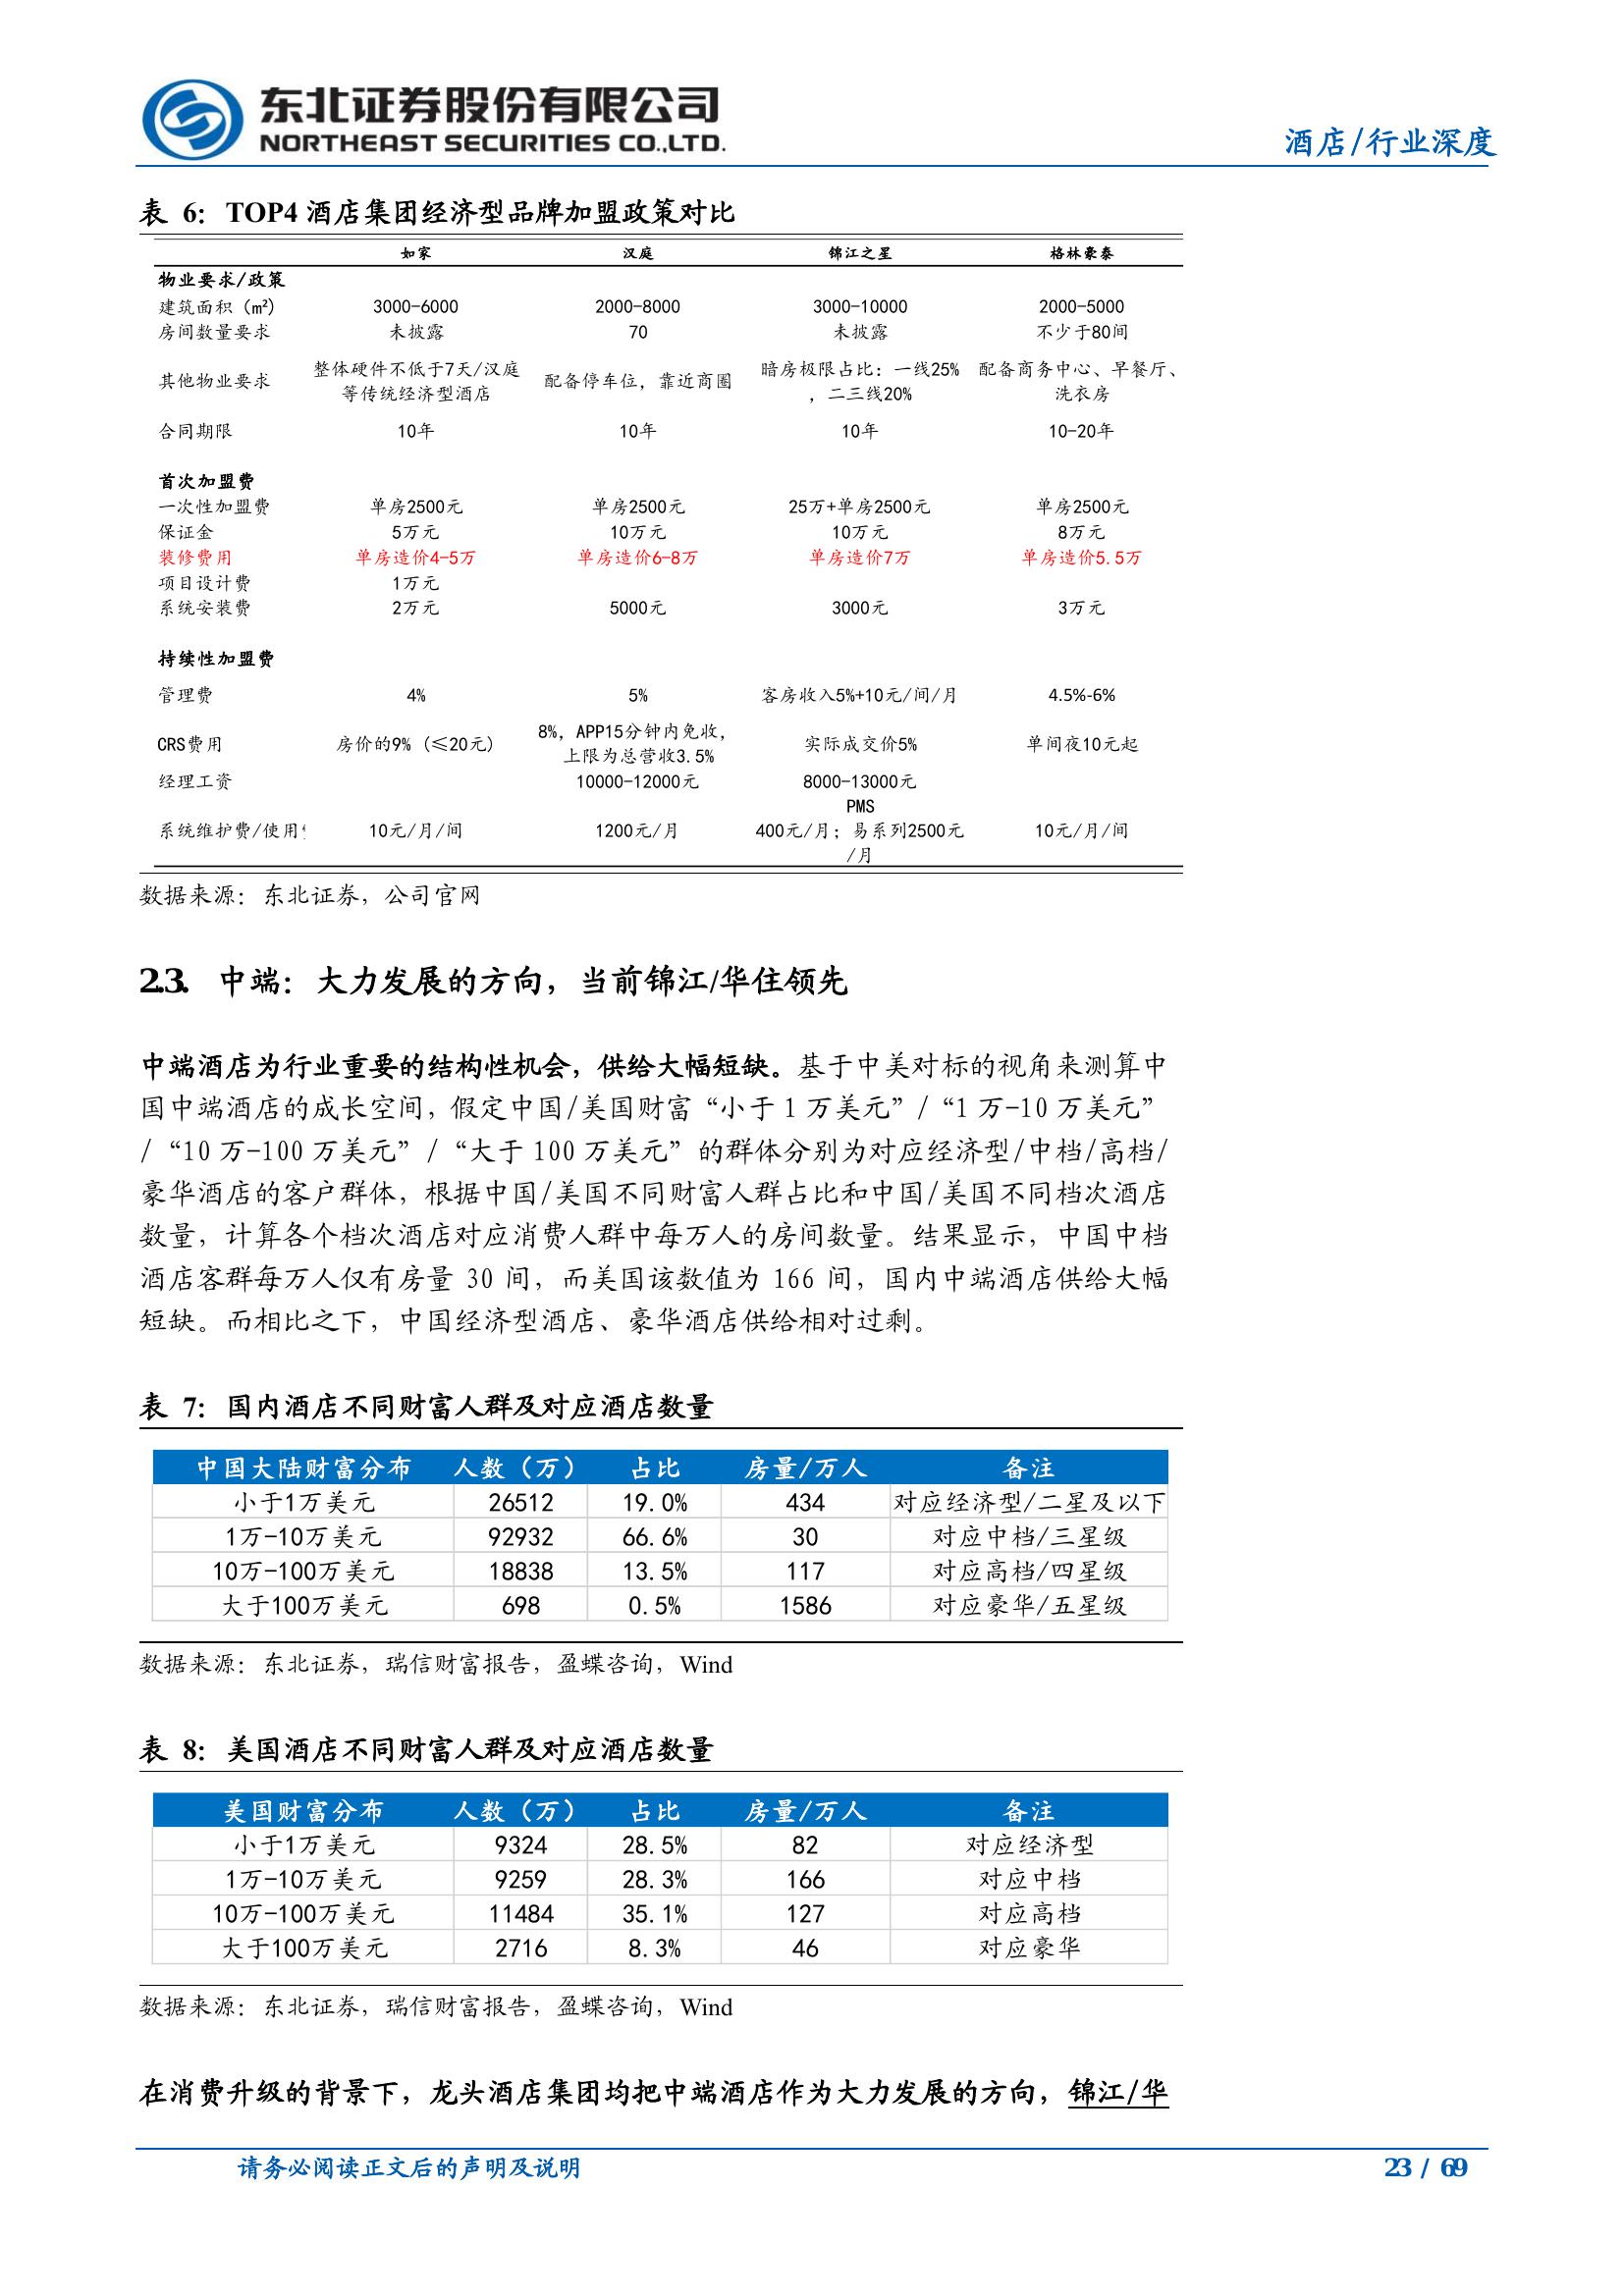 东北证券股份有限公司
NORTHEAST SECURITIES CO.,LTD.
酒店/行业深度
表 6：TOP4 酒店集团经济型品牌加盟政策对比
如家 汉庭 锦江之星 格林豪泰
物业要求/政策
建筑面积（m²） 3000-6000 2000-8000 3000-10000 2000-5000
房间数量要求 未披露 70 未披露 不少于80间
其他物业要求 整体硬件不低于7天/汉庭等传统经济型酒店 配备停车位，靠近商圈 暗房极限占比：一线25%，二三线20% 配备商务中心、早餐厅、洗衣房
合同期限 10年 10年 10年 10-20年
首次加盟费
一次性加盟费 单房2500元 单房2500元 25万+单房2500元 单房2500元
保证金 5万元 10万元 10万元 8万元
装修费用 单房造价4-5万 单房造价6-8万 单房造价7万 单房造价5.5万
项目设计费 1万元
系统安装费 2万元 5000元 3000元 3万元
持续性加盟费
管理费 4% 5% 客房收入5%+10元/间/月 4.5%-6%
CRS费用 房价的9%（≤20元） 8%，APP15分钟内免收，上限为总营收3.5% 实际成交价5% 单间夜10元起
经理工资 10000-12000元 8000-13000元
系统维护费/使用 10元/月/间 1200元/月 PMS 400元/月；易系列2500元/月 10元/月/间
数据来源：东北证券，公司官网
2.3. 中端：大力发展的方向，当前锦江/华住领先
中端酒店为行业重要的结构性机会，供给大幅短缺。基于中美对标的视角来测算中
国中端酒店的成长空间，假定中国/美国财富“小于 1 万美元”/“1 万-10 万美元”
/“10 万-100 万美元”/“大于 100 万美元”的群体分别为对应经济型/中档/高档/
豪华酒店的客户群体，根据中国/美国不同财富人群占比和中国/美国不同档次酒店
数量，计算各个档次酒店对应消费人群中每万人的房间数量。结果显示，中国中档
酒店客群每万人仅有房量 30 间，而美国该数值为 166 间，国内中端酒店供给大幅
短缺。而相比之下，中国经济型酒店、豪华酒店供给相对过剩。
表 7：国内酒店不同财富人群及对应酒店数量
中国大陆财富分布 人数（万） 占比 房量/万人 备注
小于1万美元 26512 19.0% 434 对应经济型/二星及以下
1万-10万美元 92932 66.6% 30 对应中档/三星级
10万-100万美元 18838 13.5% 117 对应高档/四星级
大于100万美元 698 0.5% 1586 对应豪华/五星级
数据来源：东北证券，瑞信财富报告，盈蝶咨询，Wind
表 8：美国酒店不同财富人群及对应酒店数量
美国财富分布 人数（万） 占比 房量/万人 备注
小于1万美元 9324 28.5% 82 对应经济型
1万-10万美元 9259 28.3% 166 对应中档
10万-100万美元 11484 35.1% 127 对应高档
大于100万美元 2716 8.3% 46 对应豪华
数据来源：东北证券，瑞信财富报告，盈蝶咨询，Wind
在消费升级的背景下，龙头酒店集团均把中端酒店作为大力发展的方向，锦江/华
请务必阅读正文后的声明及说明
23 / 69